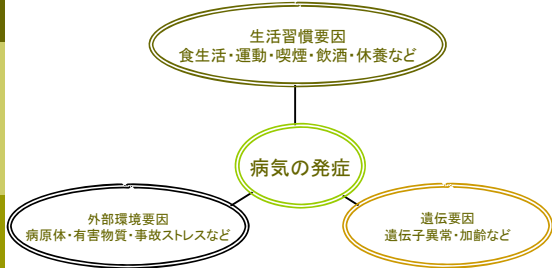 生活習慣要因
食生活・運動・喫煙・飲酒・休養など
病気の発症
外部環境要因
病原体・有害物質・事故ストレスなど
遺伝要因
遺伝子異常・加齢など